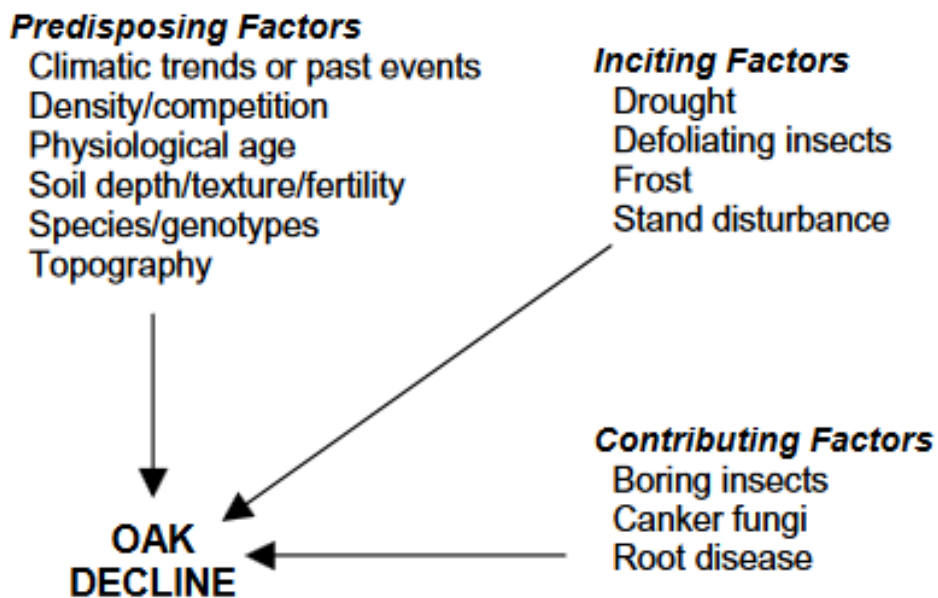 Predisposing Factors
Climatic trends or past events
Density/competition
Physiological age
Soil depth/texture/fertility
Species/genotypes
Topography
Inciting Factors
Drought
Defoliating insects
Frost
Stand disturbance
Contributing Factors
Boring insects
Canker fungi
Root disease
OAK
DECLINE